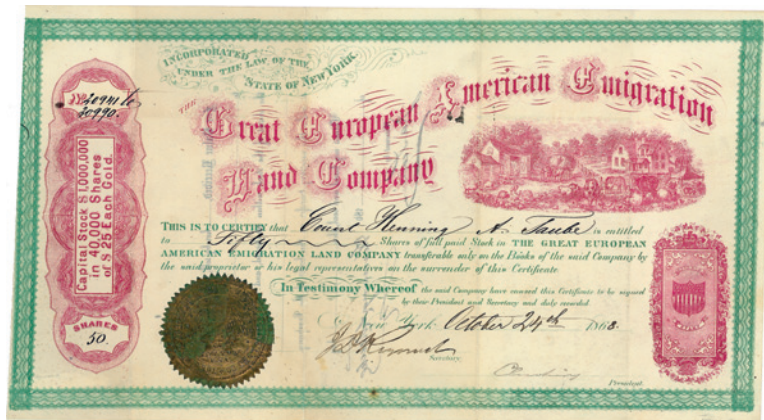 INCORPORATED
UNDER THE LAW OF THE
STATE OF NEW YORK
THE
Great European American Emigration
Land Company
No 20941 to
20990.
Capital Stock $1,000,000
in 40,000 Shares
of $25 Each Gold.
SHARES
50.
THIS IS TO CERTIFY that Count Henning A. Taube is entitled
to Fifty Shares of full paid Stock in THE GREAT EUROPEAN
AMERICAN EMIGRATION LAND COMPANY transferable only on the Books of the said Company by
the said proprietor or his legal representatives on the surrender of this Certificate
In Testimony Whereof the said Company have caused this Certificate to be signed
by their President and Secretary and duly recorded.
New York October 24th 1868.
Secretary.
President.